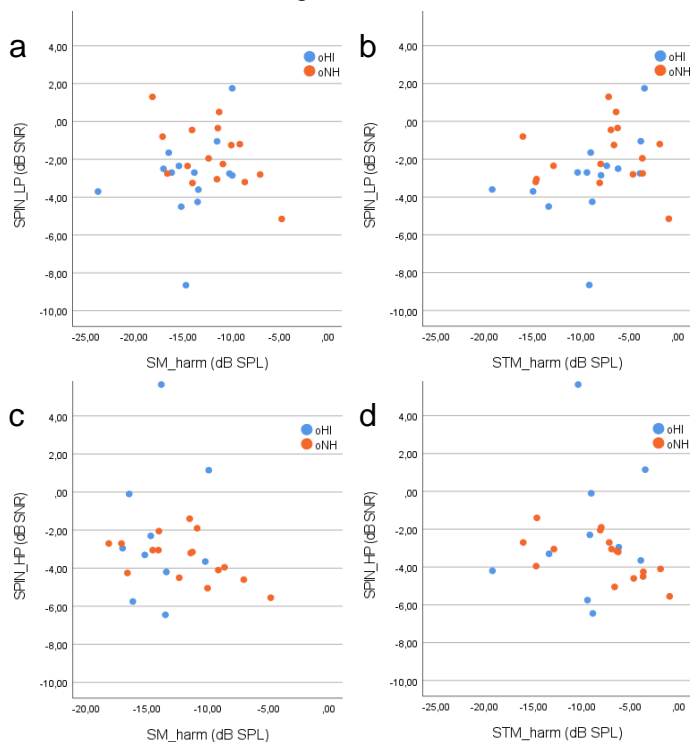 a
4,00
oHI
oNH
2,00
,00
-2,00
-4,00
-6,00
-8,00
-10,00
SPIN_LP (dB SNR)
-25,00 -20,00 -15,00 -10,00 -5,00 ,00
SM_harm (dB SPL)
b
4,00
oHI
oNH
2,00
,00
-2,00
-4,00
-6,00
-8,00
-10,00
SPIN_LP (dB SNR)
-25,00 -20,00 -15,00 -10,00 -5,00 ,00
STM_harm (dB SPL)
c
4,00
oHI
oNH
2,00
,00
-2,00
-4,00
-6,00
-8,00
-10,00
SPIN_HP (dB SNR)
-20,00 -15,00 -10,00 -5,00 ,00
SM_harm (dB SPL)
d
4,00
oHI
oNH
2,00
,00
-2,00
-4,00
-6,00
-8,00
-10,00
SPIN_HP (dB SNR)
-25,00 -20,00 -15,00 -10,00 -5,00 ,00
STM_harm (dB SPL)